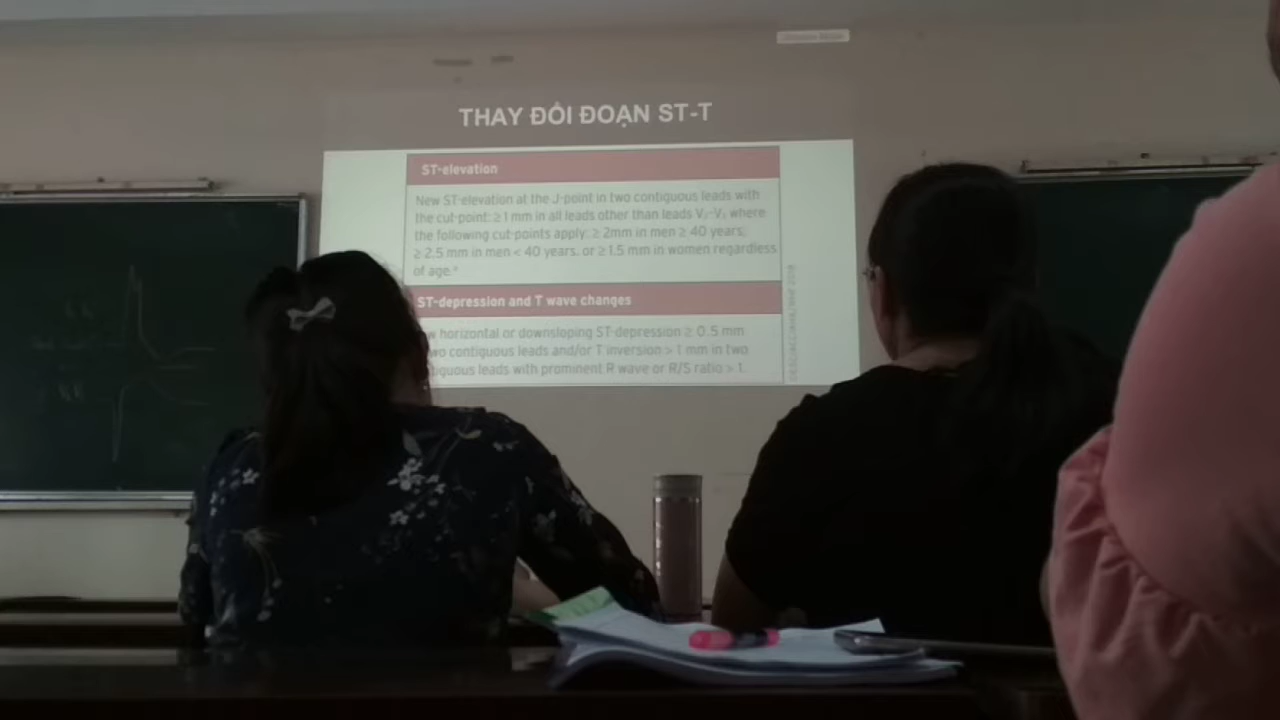 THAY ĐỔI ĐOẠN ST-T
ST-elevation
New ST-elevation at the J-point in two contiguous leads with
the cut-point: ≥ 1 mm in all leads other than leads V₂-V₃ where
the following cut-points apply: ≥ 2mm in men ≥ 40 years;
≥ 2.5 mm in men < 40 years, or ≥ 1.5 mm in women regardless
of age.ᵃ
ST-depression and T wave changes
horizontal or downsloping ST-depression ≥ 0.5 mm
contiguous leads and/or T inversion > 1 mm in two
leads with prominent R wave or R/S ratio > 1.